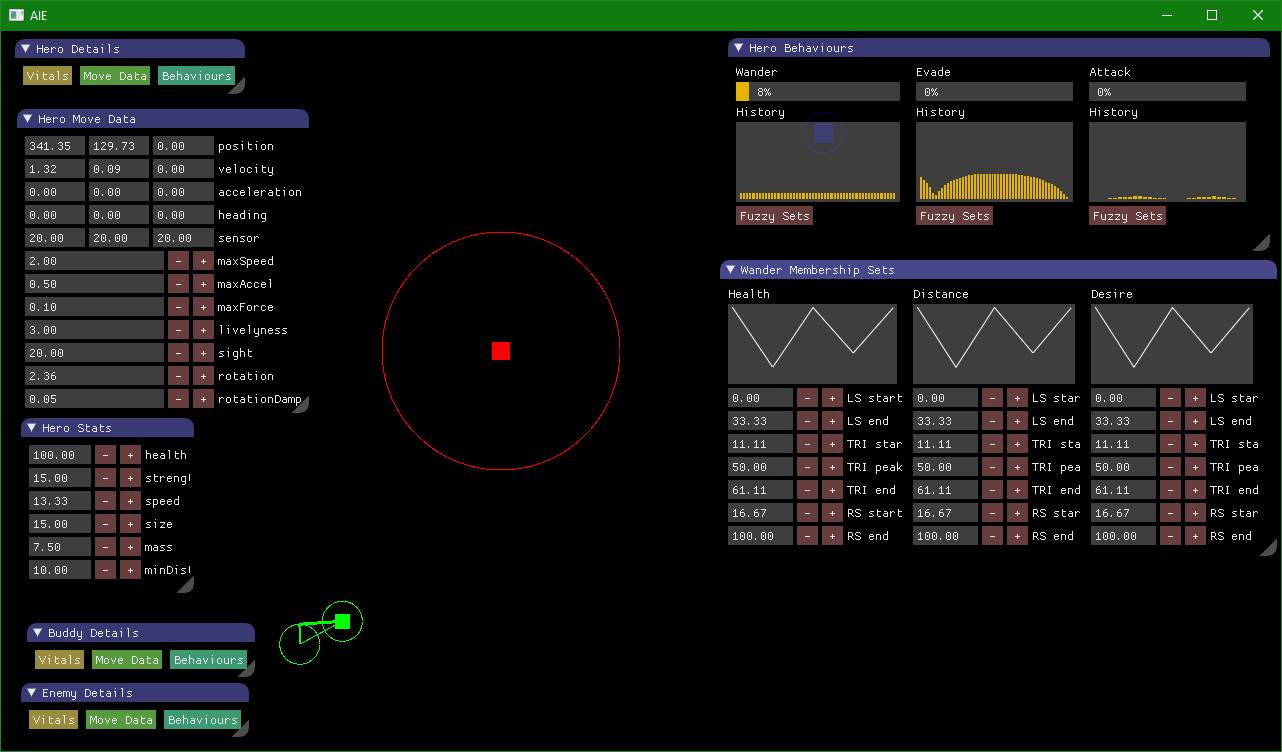 AIE
Hero Details
Vitals Move Data Behaviours
Hero Move Data
341.35 129.73 0.00 position
1.32 0.09 0.00 velocity
0.00 0.00 0.00 acceleration
0.00 0.00 0.00 heading
20.00 20.00 20.00 sensor
2.00 - + maxSpeed
0.50 - + maxAccel
0.10 - + maxForce
3.00 - + livelyness
20.00 - + sight
2.36 - + rotation
0.05 - + rotationDamp
Hero Stats
100.00 - + health
15.00 - + strengt
13.33 - + speed
15.00 - + size
7.50 - + mass
10.00 - + minDist
Buddy Details
Vitals Move Data Behaviours
Enemy Details
Vitals Move Data Behaviours
Hero Behaviours
Wander Evade Attack
8% 0% 0%
History History History
Fuzzy Sets Fuzzy Sets Fuzzy Sets
Wander Membership Sets
Health Distance Desire
0.00 - + LS start 0.00 - + LS star 0.00 - + LS star
33.33 - + LS end 33.33 - + LS end 33.33 - + LS end
11.11 - + TRI star 11.11 - + TRI sta 11.11 - + TRI sta
50.00 - + TRI peak 50.00 - + TRI pea 50.00 - + TRI pea
61.11 - + TRI end 61.11 - + TRI end 61.11 - + TRI end
16.67 - + RS start 16.67 - + RS star 16.67 - + RS star
100.00 - + RS end 100.00 - + RS end 100.00 - + RS end